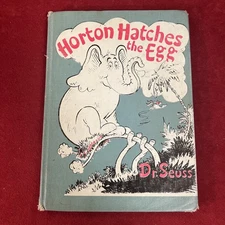 Horton Hatches
the Egg
Dr. Seuss